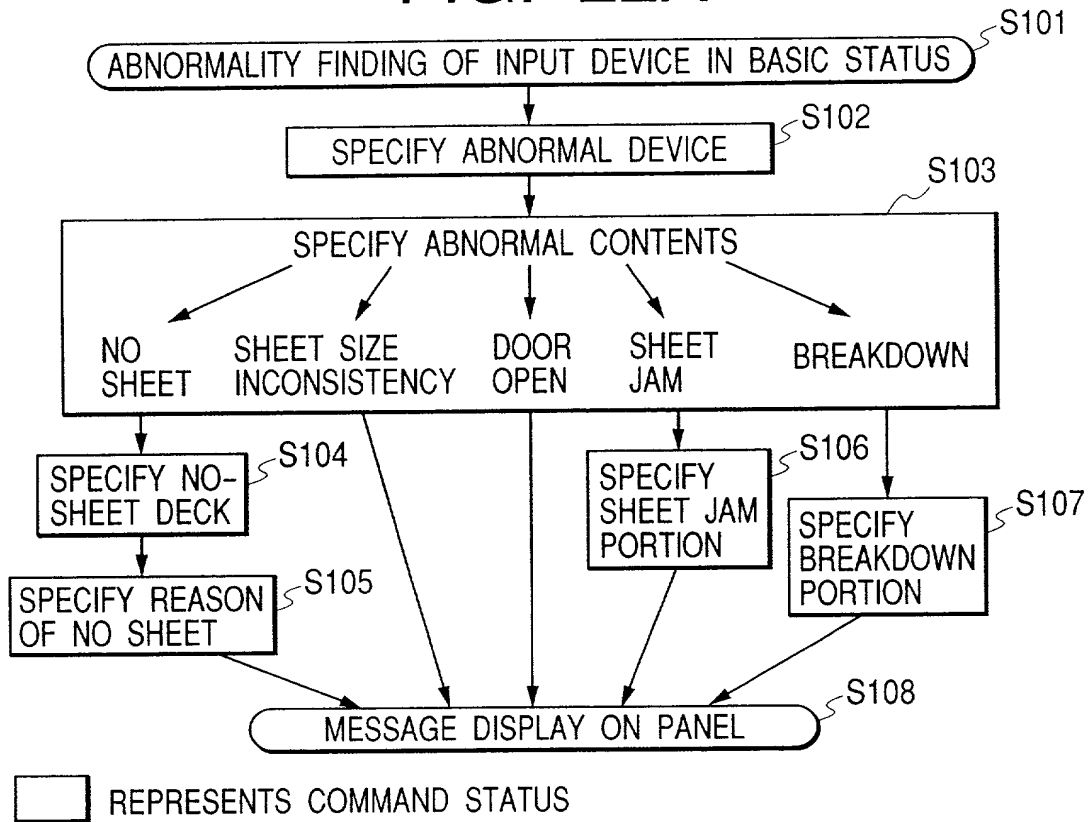 S101
ABNORMALITY FINDING OF INPUT DEVICE IN BASIC STATUS
S102
SPECIFY ABNORMAL DEVICE
S103
SPECIFY ABNORMAL CONTENTS
NO
SHEET
SHEET SIZE
INCONSISTENCY
DOOR
OPEN
SHEET
JAM
BREAKDOWN
S104
SPECIFY NO-
SHEET DECK
S105
SPECIFY REASON
OF NO SHEET
S106
SPECIFY
SHEET JAM
PORTION
S107
SPECIFY
BREAKDOWN
PORTION
S108
MESSAGE DISPLAY ON PANEL
REPRESENTS COMMAND STATUS